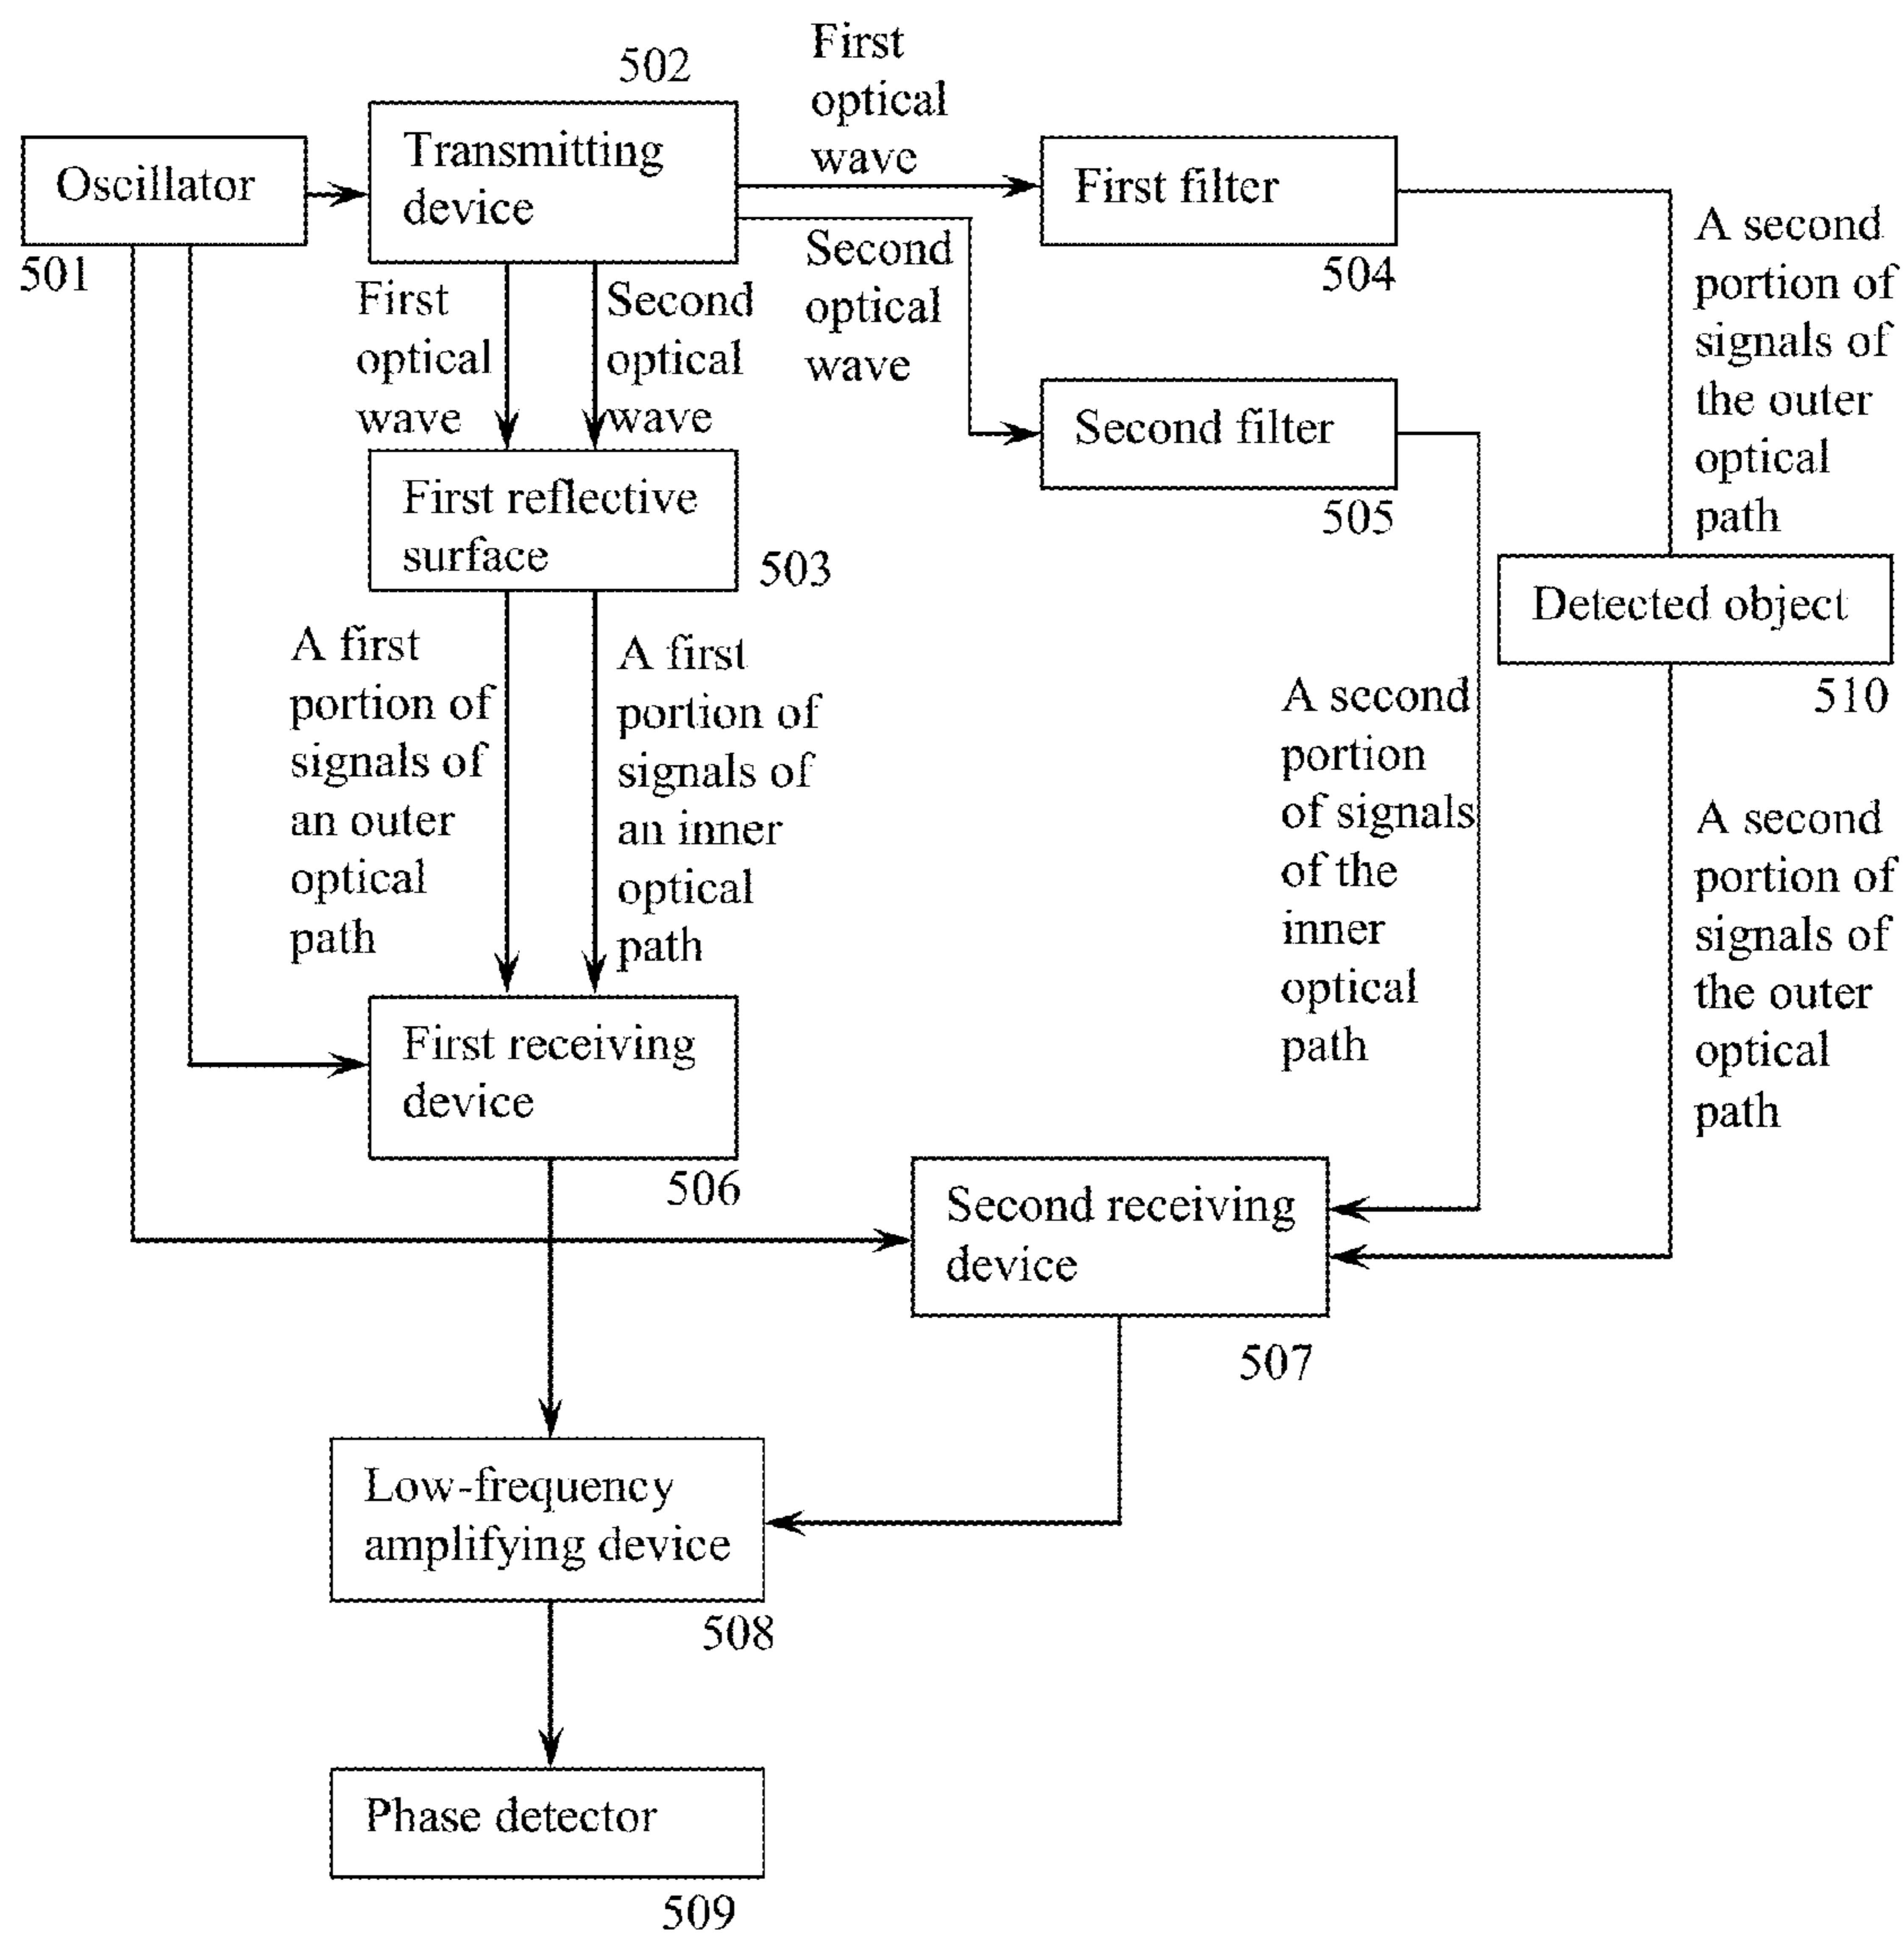 502
Oscillator
501
Transmitting
device
First
optical
wave
First filter
504
Second
optical
wave
A second
portion of
signals of
the outer
optical
path
First
optical
wave
Second
optical
wave
Second filter
505
First reflective
surface
503
Detected object
510
A first
portion of
signals of
an outer
optical
path
A first
portion of
signals of
an inner
optical
path
A second
portion
of signals
of the
inner
optical
path
A second
portion of
signals of
the outer
optical
path
First receiving
device
506
Second receiving
device
507
Low-frequency
amplifying device
508
Phase detector
509